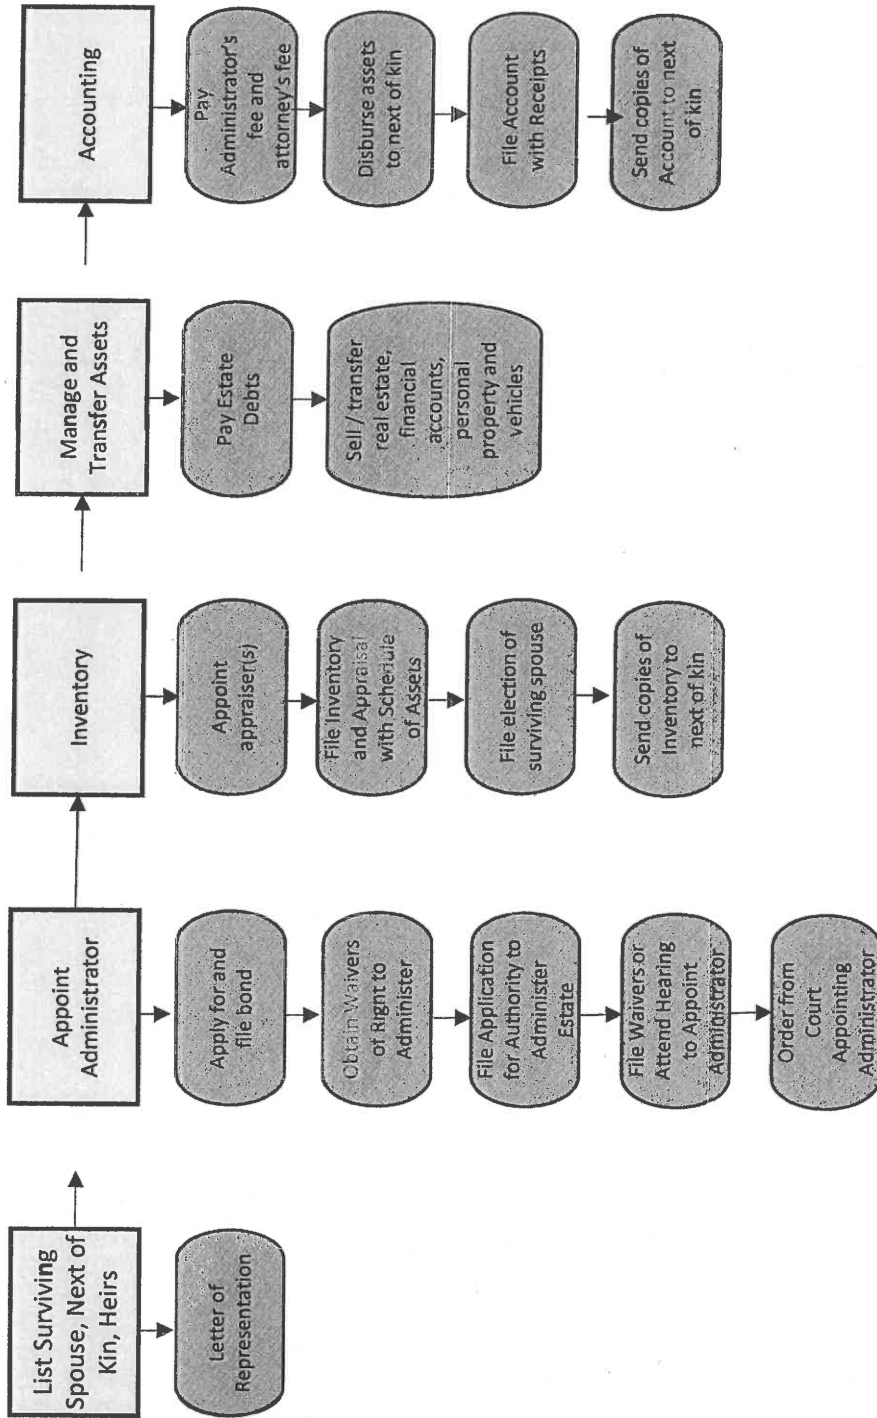 List Surviving
Spouse, Next of
Kin, Heirs
Letter of
Representation
Appoint
Administrator
Apply for and
file bond
Obtain Waivers
of Right to
Administer
File Application
for Authority to
Administer
Estate
File Waivers or
Attend Hearing
to Appoint
Administrator
Order from
Court
Appointing
Administrator
Inventory
Appoint
appraiser(s)
File Inventory
and Appraisal
with Schedule
of Assets
File election of
surviving spouse
Send copies of
Inventory to
next of kin
Manage and
Transfer Assets
Pay Estate
Debts
Sell / transfer
real estate,
financial
accounts,
personal
property and
vehicles
Accounting
Pay
Administrator's
fee and
attorney's fee
Disburse assets
to next of kin
File Account
with Receipts
Send copies of
Account to next
of kin